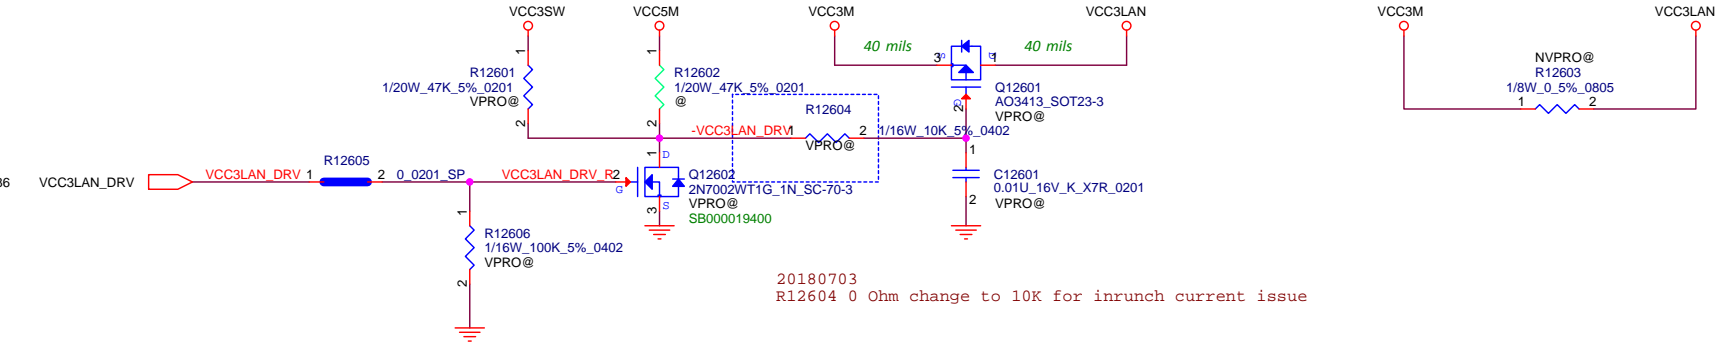 VCC3SW
VCC5M
VCC3M
VCC3LAN
VCC3M
VCC3LAN
40 mils
40 mils
1
1
3
S
D
1
NVPRO@
R12601
1/20W_47K_5%_0201
VPRO@
R12602
1/20W_47K_5%_0201
@
Q12601
AO3413_SOT23-3
VPRO@
G
2
R12603
1/8W_0_5%_0805
1
2
R12604
2
2
-VCC3LAN_DRV
1
2
1/16W_10K_5%_0402
VPRO@
1
D
1
R12605
36
VCC3LAN_DRV
VCC3LAN_DRV
1
2
0_0201_SP
VCC3LAN_DRV_R
2
G
Q12602
2N7002WT1G_1N_SC-70-3
VPRO@
SB000019400
3
S
C12601
0.01U_16V_K_X7R_0201
VPRO@
2
1
R12606
1/16W_100K_5%_0402
VPRO@
2
20180703
R12604 0 Ohm change to 10K for inrunch current issue